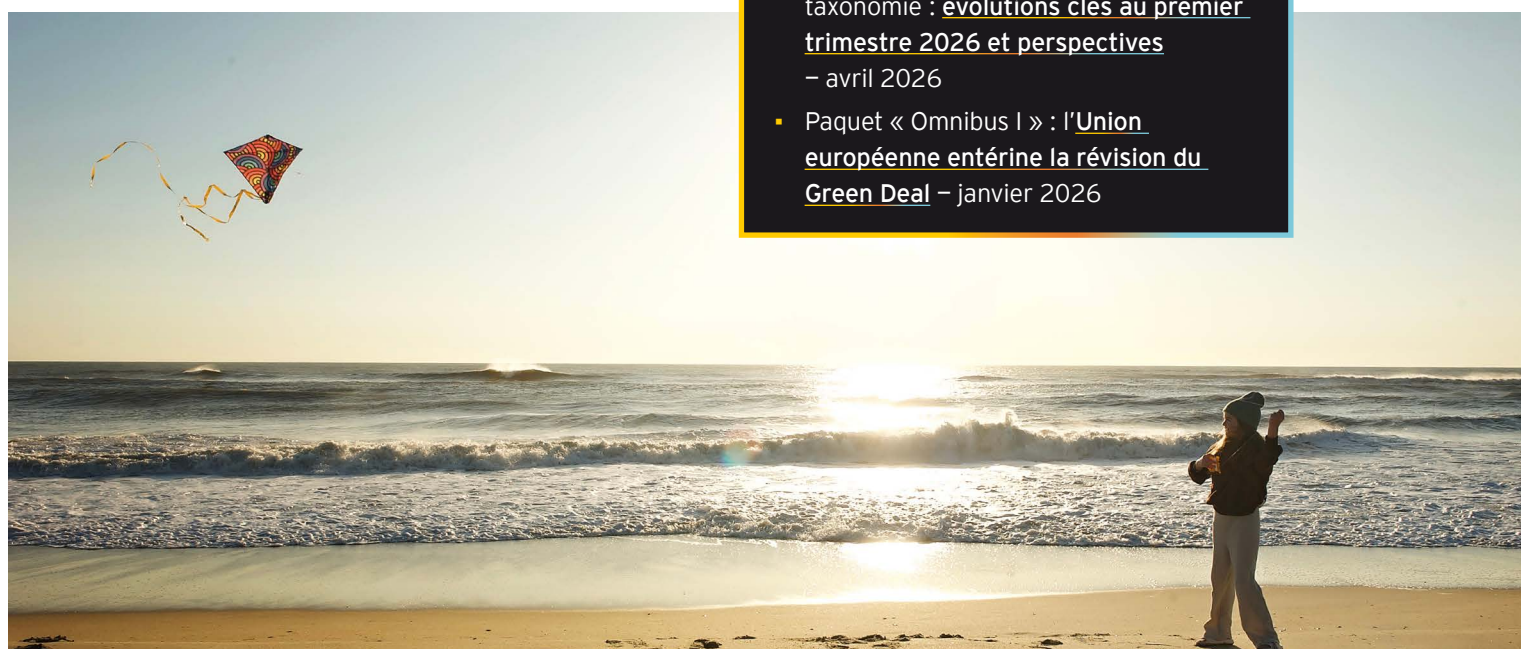 taxonomie : évolutions clés au premier
trimestre 2026 et perspectives
– avril 2026
▪ Paquet « Omnibus I » : l’Union
européenne entérine la révision du
Green Deal – janvier 2026